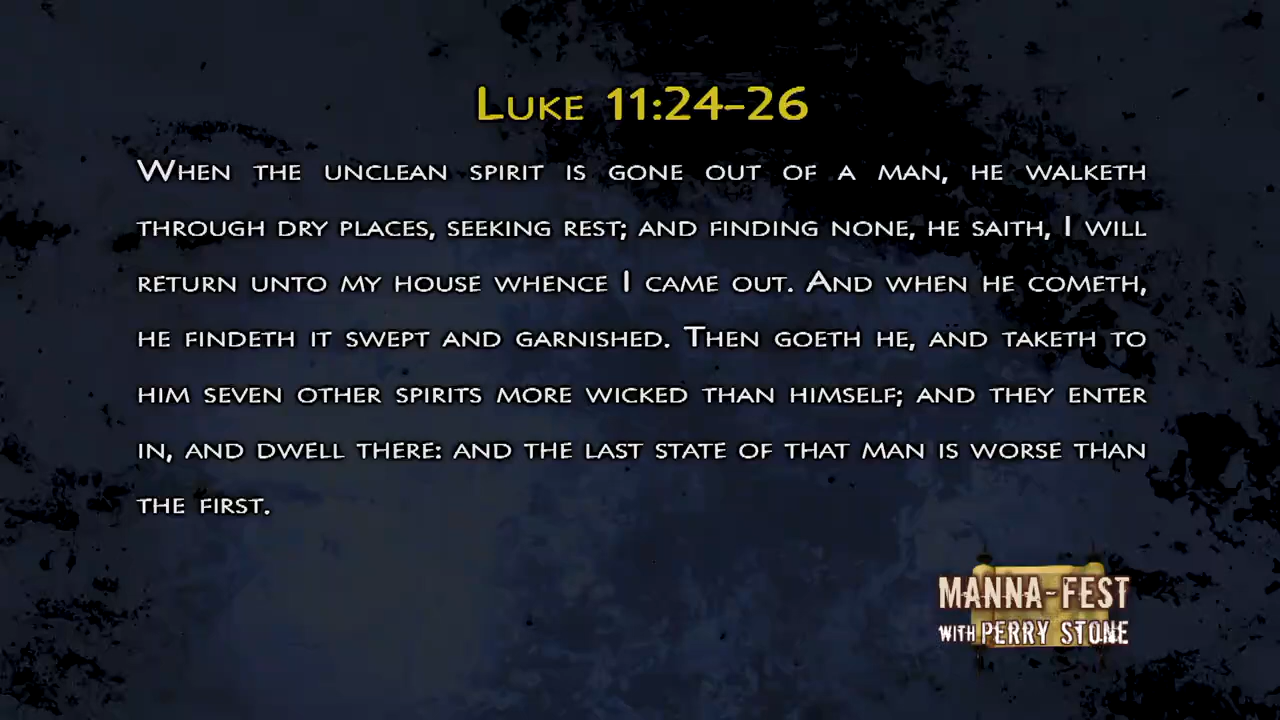 Luke 11:24-26
When the unclean spirit is gone out of a man, he walketh
through dry places, seeking rest; and finding none, he saith, I will
return unto my house whence I came out. And when he cometh,
he findeth it swept and garnished. Then goeth he, and taketh to
him seven other spirits more wicked than himself; and they enter
in, and dwell there: and the last state of that man is worse than
the first.
MANNA-FEST
WITH PERRY STONE